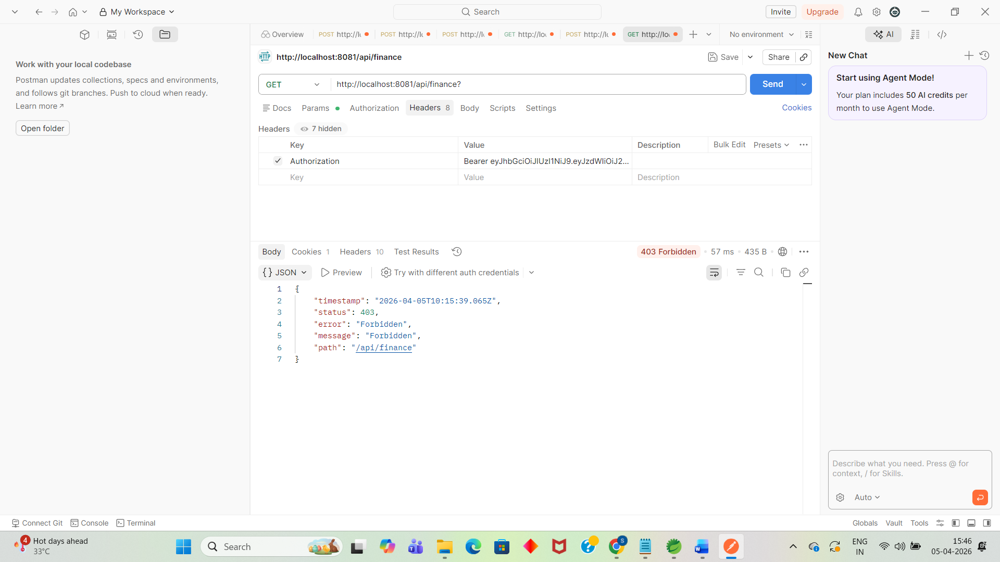 My Workspace
Search
Invite
Upgrade
Overview
POST http://l
POST http://l
POST http://l
GET http://lo
POST http://l
GET http://lo
No environment
AI
Work with your local codebase
Postman updates collections, specs and environments,
and follows git branches. Push to cloud when ready.
Learn more ↗
Open folder
HTTP http://localhost:8081/api/finance
Save
Share
GET
http://localhost:8081/api/finance?
Send
Docs Params Authorization Headers 8 Body Scripts Settings
Cookies
Headers 7 hidden
Key Value Description Bulk Edit Presets
Authorization Bearer eyJhbGciOiJIUzI1NiJ9.eyJzdWIiOiJ2...
Key Value Description
Body Cookies 1 Headers 10 Test Results
403 Forbidden • 57 ms • 435 B
{} JSON Preview Try with different auth credentials
1 {
2 "timestamp": "2026-04-05T10:15:39.065Z",
3 "status": 403,
4 "error": "Forbidden",
5 "message": "Forbidden",
6 "path": "/api/finance"
7 }
New Chat
Start using Agent Mode!
Your plan includes 50 AI credits per
month to use Agent Mode.
Describe what you need. Press @ for
context, / for Skills.
Auto
Connect Git Console Terminal
Globals Vault Tools
4
Hot days ahead
33°C
Search
S
ENG
IN
15:46
05-04-2026